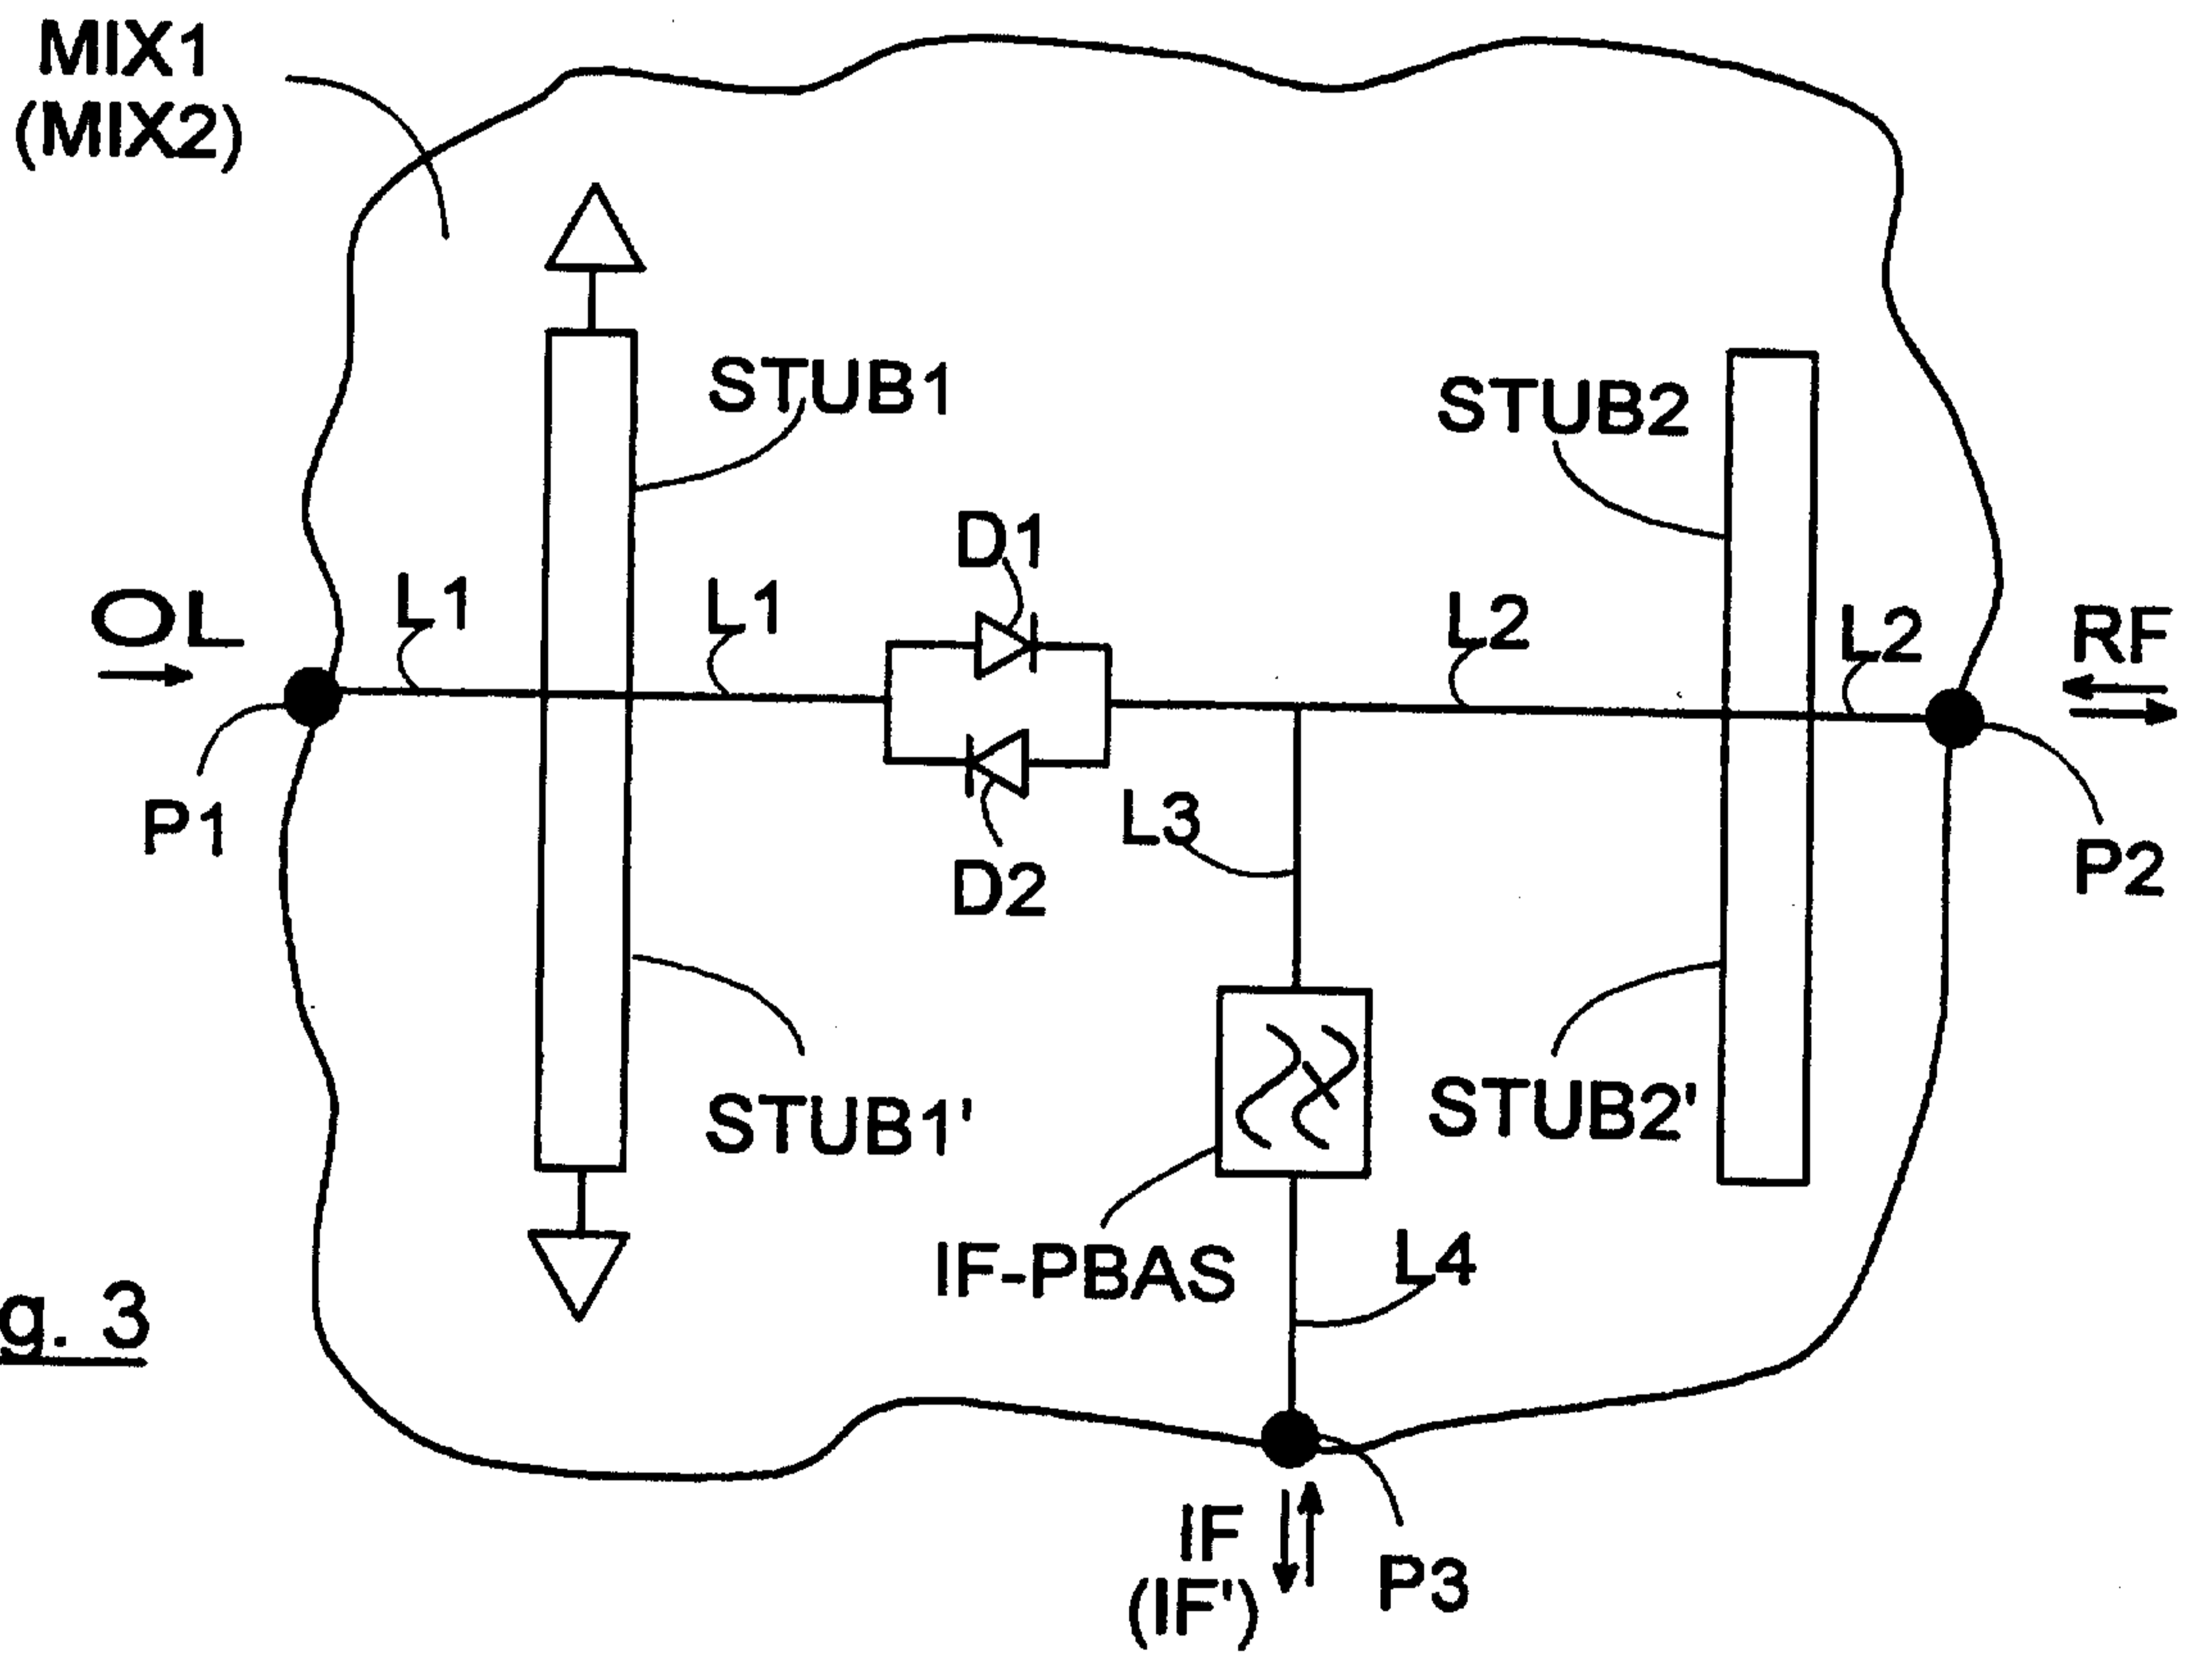 MIX1
(MIX2)
STUB1
STUB2
D1
OL
L1
L1
L2
L2
RF
P1
L3
D2
P2
STUB1'
STUB2'
IF-PBAS
L4
g. 3
IF
(IF')
P3